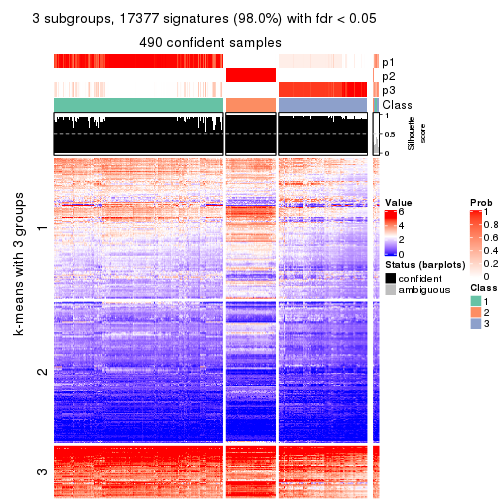 3 subgroups, 17377 signatures (98.0%) with fdr < 0.05
490 confident samples
p1
p2
p3
Class
1
0.5
0
Silhouette
score
k-means with 3 groups
1
2
3
Value
6
4
2
0
Status (barplots)
confident
ambiguous
Prob
1
0.8
0.6
0.4
0.2
0
Class
1
2
3